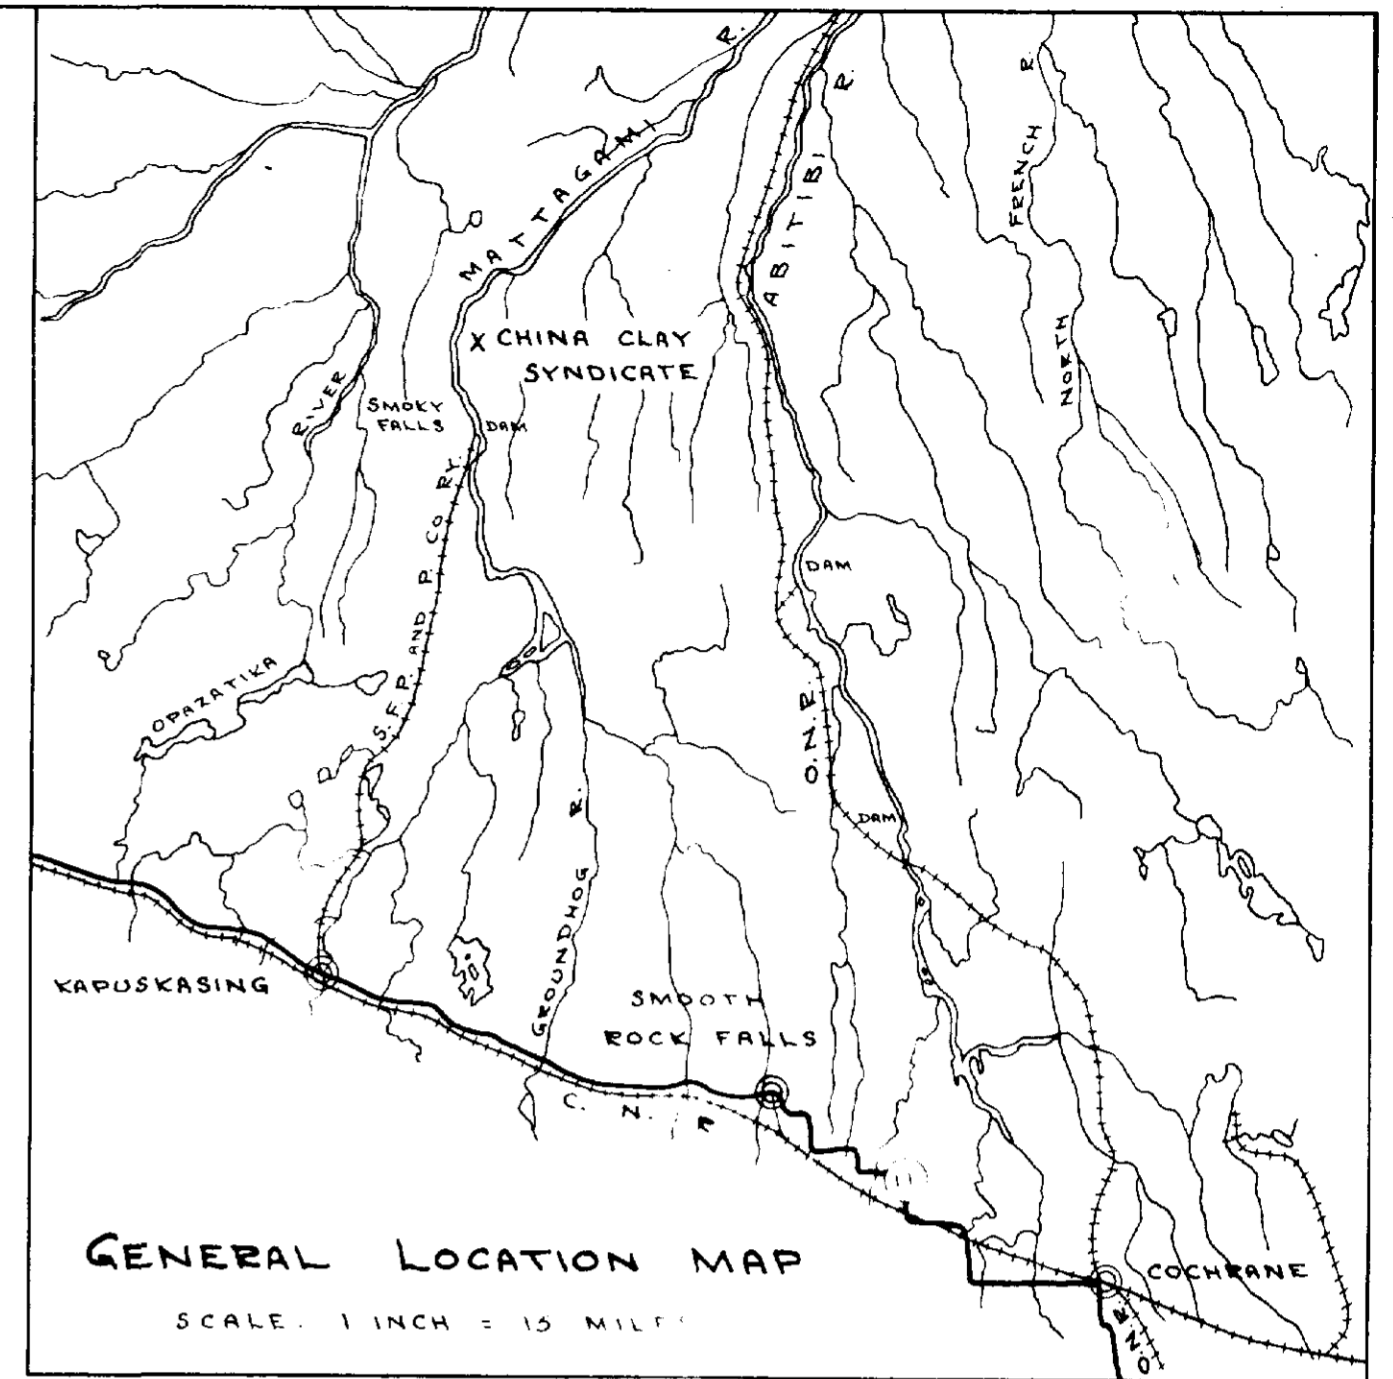 MATTAGAMI R.
ABITIBI R.
FRENCH R.
NORTH
X CHINA CLAY
SYNDICATE
RIVER
SMOKY
FALLS
DAM
S.F.P. AND P. CO RY.
DAM
OPAZATIKA
O.N.R.
DAM
GROUNDHOG R.
KAPUSKASING
SMOOTH
ROCK FALLS
C. N. R
COCHRANE
O.N.R.
GENERAL LOCATION MAP
SCALE. 1 INCH = 15 MILES